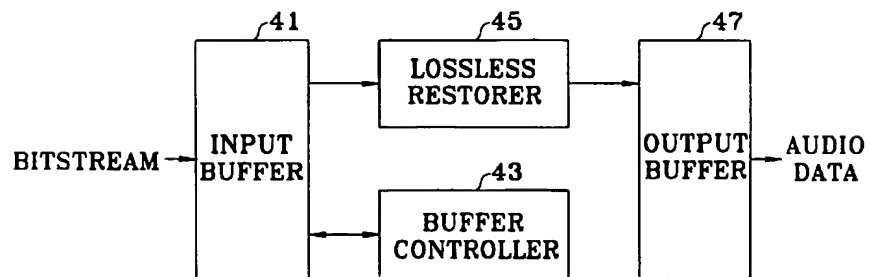 41
45
47
LOSSLESS
RESTORER
BITSTREAM
INPUT
BUFFER
OUTPUT
BUFFER
AUDIO
DATA
43
BUFFER
CONTROLLER